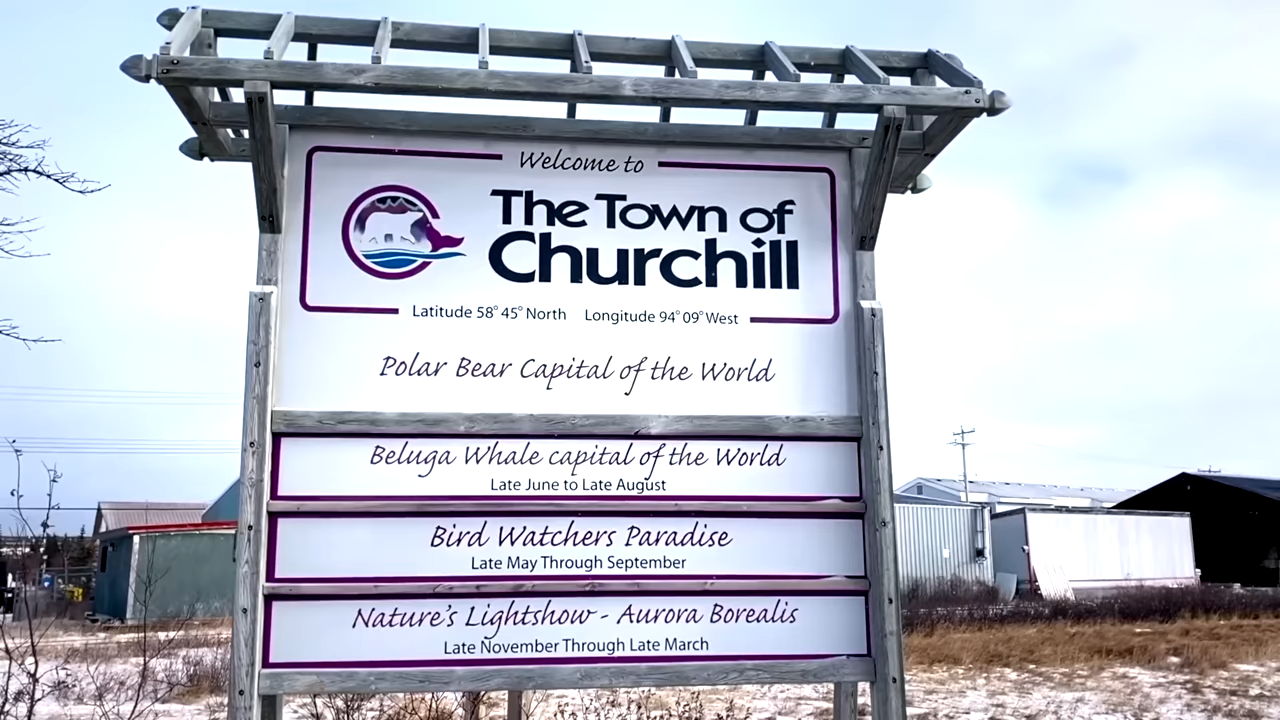 Welcome to
The Town of
Churchill
Latitude 58° 45° North Longitude 94° 09° West
Polar Bear Capital of the World
Beluga Whale capital of the World
Late June to Late August
Bird Watchers Paradise
Late May Through September
Nature's Lightshow - Aurora Borealis
Late November Through Late March